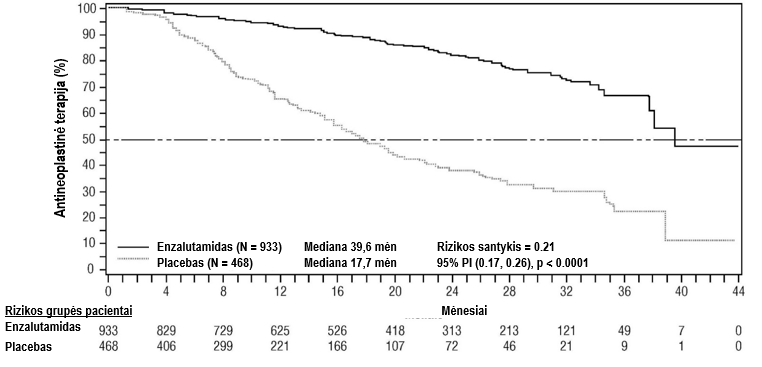 Antineoplastinė terapija (%)
100
90
80
70
60
50
40
30
20
10
0
Enzalutamidas (N = 933) Mediana 39,6 mėn Rizikos santykis = 0.21
Placebas (N = 468) Mediana 17,7 mėn 95% PI (0.17, 0.26), p < 0.0001
0 4 8 12 16 20 24 28 32 36 40 44
Rizikos grupės pacientai Mėnesiai
Enzalutamidas 933 829 729 625 526 418 313 213 121 49 7 0
Placebas 468 406 299 221 166 107 72 46 21 9 1 0